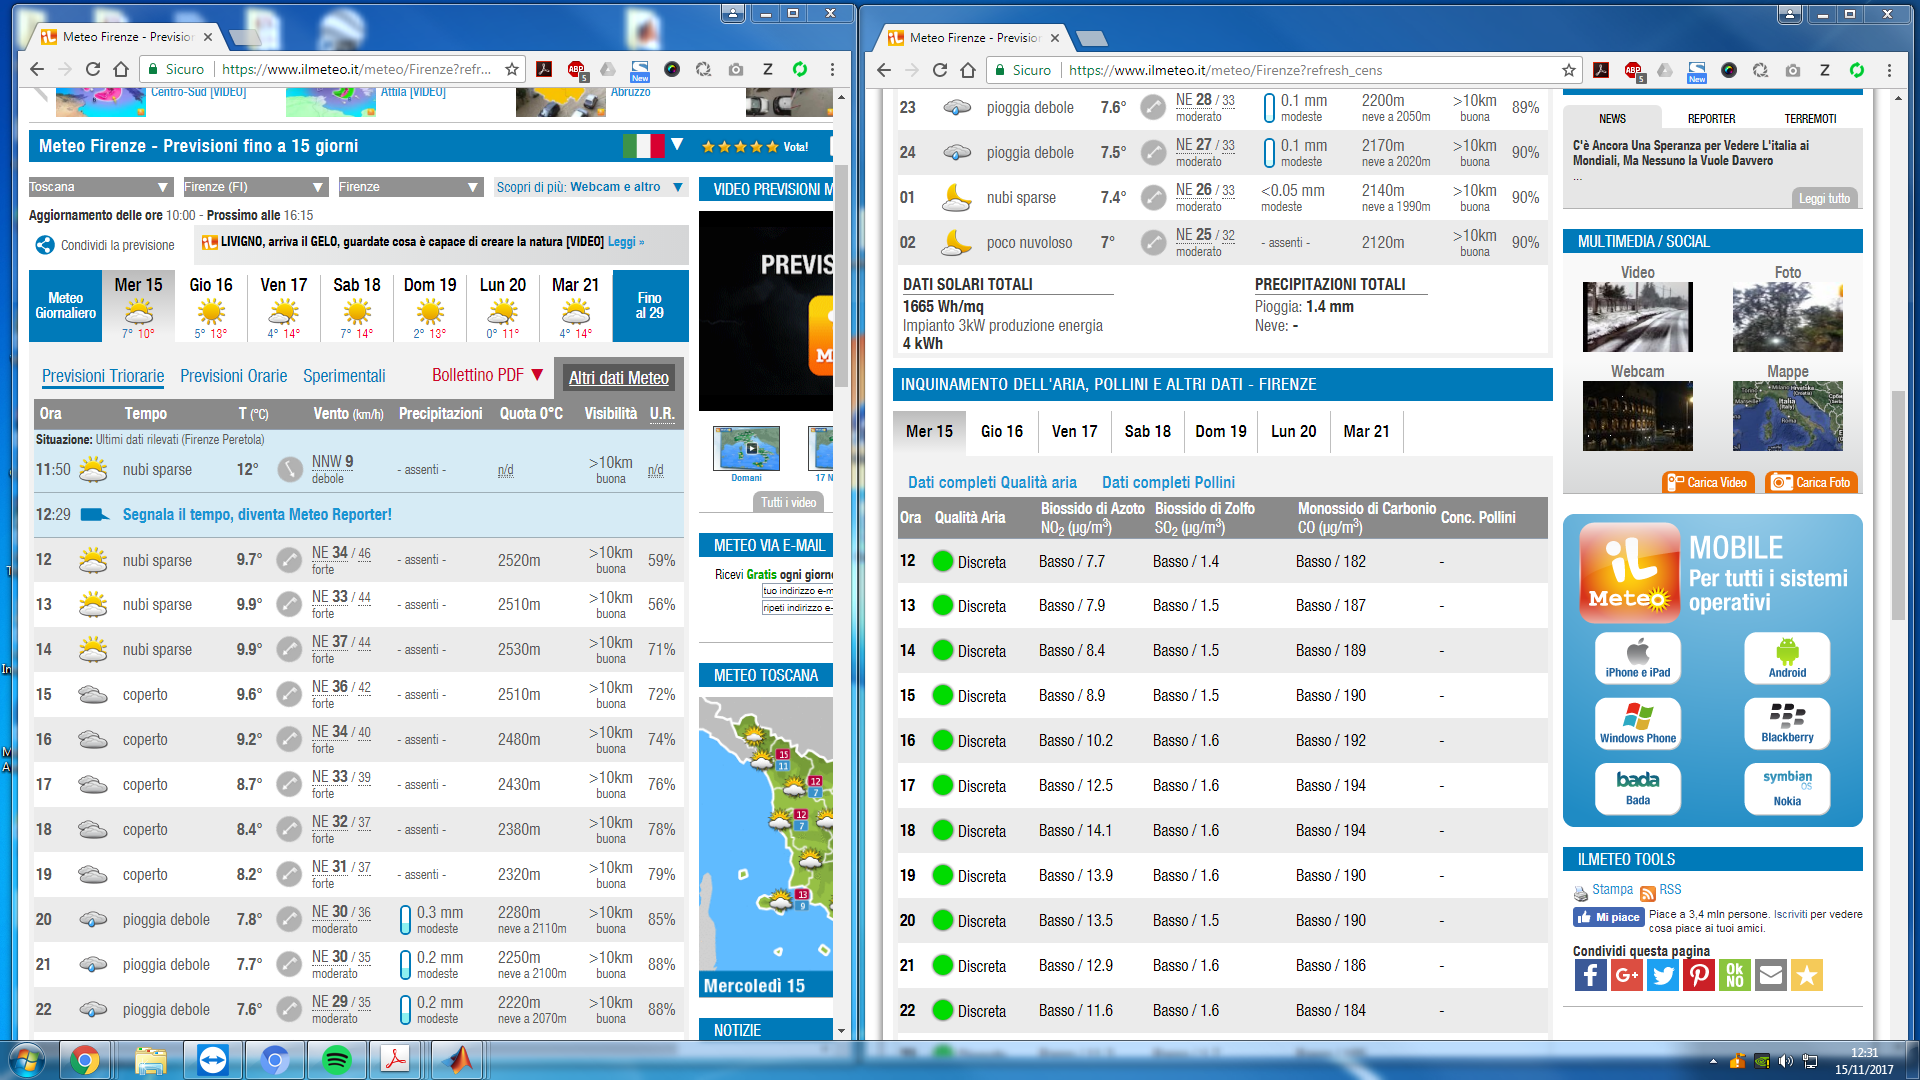 Meteo Firenze - Previsior
Sicuro
https://www.ilmeteo.it/meteo/Firenze?refr...
Centro-Sud [VIDEO]
Attila [VIDEO]
Abruzzo
Meteo Firenze - Previsioni fino a 15 giorni
Vota!
Toscana
Firenze (FI)
Firenze
Scopri di più: Webcam e altro
Aggiornamento delle ore 10:00 - Prossimo alle 16:15
Condividi la previsione
LIVIGNO, arriva il GELO, guardate cosa è capace di creare la natura [VIDEO] Leggi »
Meteo Giornaliero
Mer 15 7° 10°
Gio 16 5° 13°
Ven 17 4° 14°
Sab 18 7° 14°
Dom 19 2° 13°
Lun 20 0° 11°
Mar 21 4° 14°
Fino al 29
Previsioni Triorarie Previsioni Orarie Sperimentali Bollettino PDF ▼ Altri dati Meteo
Ora Tempo T (°C) Vento (km/h) Precipitazioni Quota 0°C Visibilità U.R.
Situazione: Ultimi dati rilevati (Firenze Peretola)
11:50 nubi sparse 12° NNW 9 debole - assenti - n/d >10km buona n/d
12:29 Segnala il tempo, diventa Meteo Reporter!
12 nubi sparse 9.7° NE 34 / 46 forte - assenti - 2520m >10km buona 59%
13 nubi sparse 9.9° NE 33 / 44 forte - assenti - 2510m >10km buona 56%
14 nubi sparse 9.9° NE 37 / 44 forte - assenti - 2530m >10km buona 71%
15 coperto 9.6° NE 36 / 42 forte - assenti - 2510m >10km buona 72%
16 coperto 9.2° NE 34 / 40 forte - assenti - 2480m >10km buona 74%
17 coperto 8.7° NE 33 / 39 forte - assenti - 2430m >10km buona 76%
18 coperto 8.4° NE 32 / 37 forte - assenti - 2380m >10km buona 78%
19 coperto 8.2° NE 31 / 37 forte - assenti - 2320m >10km buona 79%
20 pioggia debole 7.8° NE 30 / 36 moderato 0.3 mm modeste 2280m neve a 2110m >10km buona 85%
21 pioggia debole 7.7° NE 30 / 35 moderato 0.2 mm modeste 2250m neve a 2100m >10km buona 88%
22 pioggia debole 7.6° NE 29 / 35 moderato 0.2 mm modeste 2220m neve a 2070m >10km buona 88%
VIDEO PREVISIONI M
PREVIS
M
Domani
17 N
Tutti i video
METEO VIA E-MAIL
Ricevi Gratis ogni giorno
tuo indirizzo e-m
ripeti indirizzo e-
METEO TOSCANA
15 11
12 7
12 7
13 9
Mercoledì 15
NOTIZIE
Meteo Firenze - Previsior
Sicuro
https://www.ilmeteo.it/meteo/Firenze?refresh_cens
23 pioggia debole 7.6° NE 28 / 33 moderato 0.1 mm modeste 2200m neve a 2050m >10km buona 89%
24 pioggia debole 7.5° NE 27 / 33 moderato 0.1 mm modeste 2170m neve a 2020m >10km buona 90%
01 nubi sparse 7.4° NE 26 / 33 moderato <0.05 mm modeste 2140m neve a 1990m >10km buona 90%
02 poco nuvoloso 7° NE 25 / 32 moderato - assenti - 2120m >10km buona 90%
DATI SOLARI TOTALI
1665 Wh/mq
Impianto 3kW produzione energia
4 kWh
PRECIPITAZIONI TOTALI
Pioggia: 1.4 mm
Neve: -
INQUINAMENTO DELL'ARIA, POLLINI E ALTRI DATI - FIRENZE
Mer 15 Gio 16 Ven 17 Sab 18 Dom 19 Lun 20 Mar 21
Dati completi Qualità aria Dati completi Pollini
Ora Qualità Aria Biossido di Azoto NO2 (µg/m3) Biossido di Zolfo SO2 (µg/m3) Monossido di Carbonio CO (µg/m3) Conc. Pollini
12 Discreta Basso / 7.7 Basso / 1.4 Basso / 182 -
13 Discreta Basso / 7.9 Basso / 1.5 Basso / 187 -
14 Discreta Basso / 8.4 Basso / 1.5 Basso / 189 -
15 Discreta Basso / 8.9 Basso / 1.5 Basso / 190 -
16 Discreta Basso / 10.2 Basso / 1.6 Basso / 192 -
17 Discreta Basso / 12.5 Basso / 1.6 Basso / 194 -
18 Discreta Basso / 14.1 Basso / 1.6 Basso / 194 -
19 Discreta Basso / 13.9 Basso / 1.6 Basso / 190 -
20 Discreta Basso / 13.5 Basso / 1.5 Basso / 190 -
21 Discreta Basso / 12.9 Basso / 1.6 Basso / 186 -
22 Discreta Basso / 11.6 Basso / 1.6 Basso / 184 -
NEWS REPORTER TERREMOTI
C'è Ancora Una Speranza per Vedere L'italia ai
Mondiali, Ma Nessuno la Vuole Davvero
...
Leggi tutto
MULTIMEDIA / SOCIAL
Video Foto
Webcam Mappe
Italia
Carica Video Carica Foto
iL Meteo
MOBILE
Per tutti i sistemi
operativi
iPhone e iPad
Android
Windows Phone
Blackberry
bada
Bada
symbian OS
Nokia
ILMETEO TOOLS
Stampa RSS
Mi piace
Piace a 3,4 mln persone. Iscriviti per vedere
cosa piace ai tuoi amici.
Condividi questa pagina
OK NO
12:31
15/11/2017